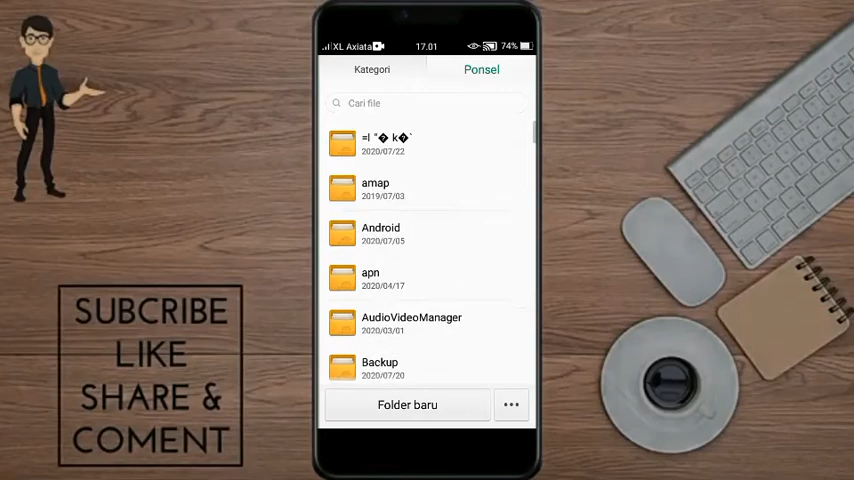 XL Axiata
17.01
74%
Kategori
Ponsel
Cari file
=l "� k�`
2020/07/22
amap
2019/07/03
Android
2020/07/05
apn
2020/04/17
AudioVideoManager
2020/03/01
Backup
2020/07/20
Folder baru
SUBCRIBE
LIKE
SHARE &
COMENT